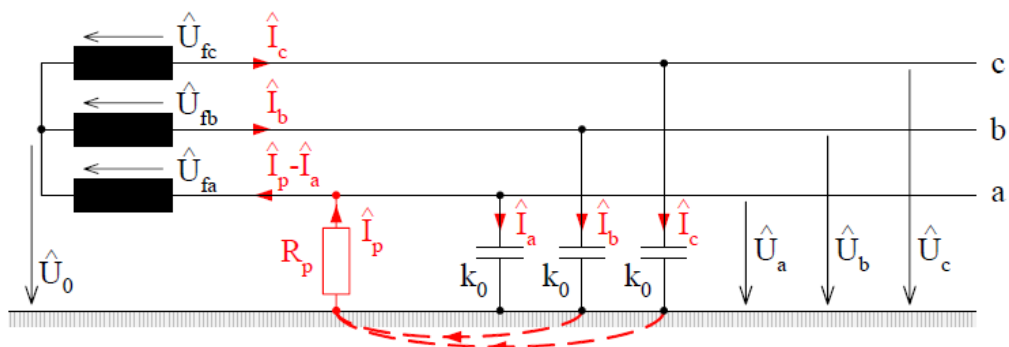 Û_fc Î_c c
Û_fb Î_b b
Û_fa Î_p-Î_a a
Û_0 R_p Î_p Î_a Î_b Î_c Û_a Û_b Û_c
k_0 k_0 k_0